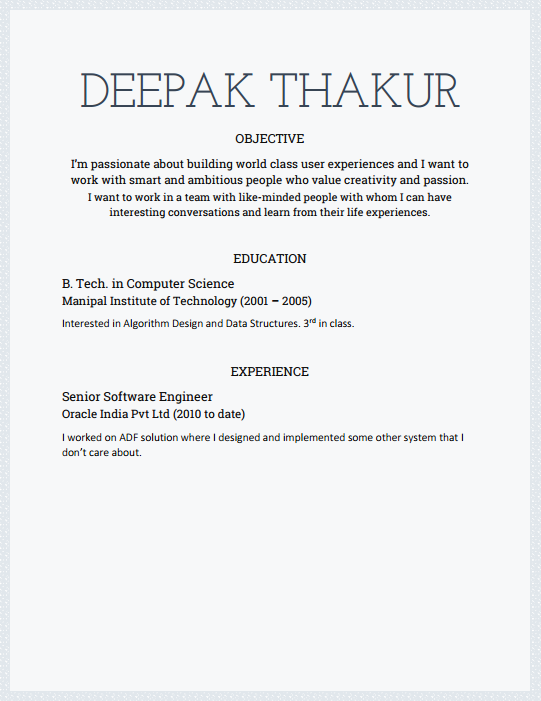 DEEPAK THAKUR
OBJECTIVE
I'm passionate about building world class user experiences and I want to
work with smart and ambitious people who value creativity and passion.
I want to work in a team with like-minded people with whom I can have
interesting conversations and learn from their life experiences.
EDUCATION
B. Tech. in Computer Science
Manipal Institute of Technology (2001 – 2005)
Interested in Algorithm Design and Data Structures. 3rd in class.
EXPERIENCE
Senior Software Engineer
Oracle India Pvt Ltd (2010 to date)
I worked on ADF solution where I designed and implemented some other system that I
don't care about.